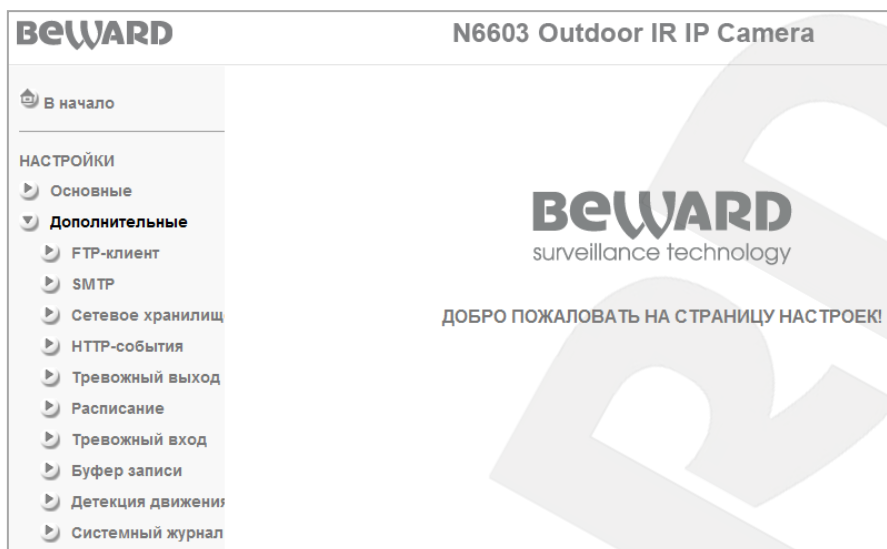 BEWARD
N6603 Outdoor IR IP Camera
В начало
НАСТРОЙКИ
Основные
Дополнительные
FTP-клиент
SMTP
Сетевое хранилищ
HTTP-события
Тревожный выход
Расписание
Тревожный вход
Буфер записи
Детекция движения
Системный журнал
BEWARD
surveillance technology
ДОБРО ПОЖАЛОВАТЬ НА СТРАНИЦУ НАСТРОЕК!